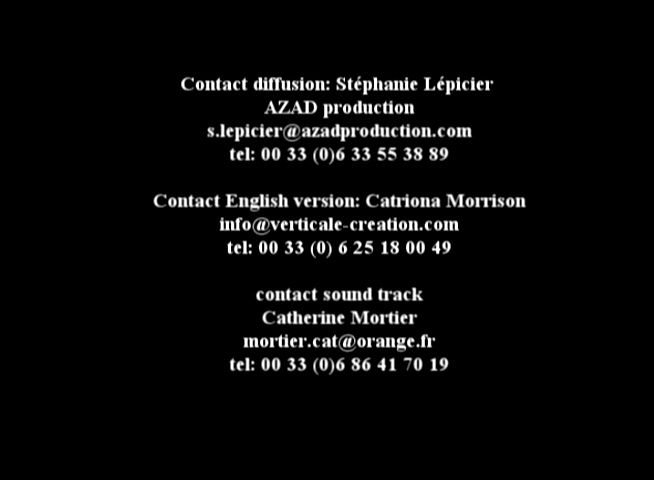 Contact diffusion: Stéphanie Lépicier
AZAD production
s.lepicier@azadproduction.com
tel: 00 33 (0)6 33 55 38 89
Contact English version: Catriona Morrison
info@verticale-creation.com
tel: 00 33 (0) 6 25 18 00 49
contact sound track
Catherine Mortier
mortier.cat@orange.fr
tel: 00 33 (0)6 86 41 70 19